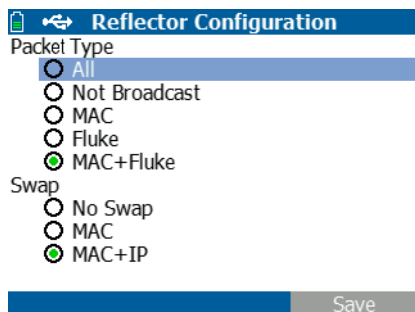 Reflector Configuration
Packet Type
All
Not Broadcast
MAC
Fluke
MAC+Fluke
Swap
No Swap
MAC
MAC+IP
Save